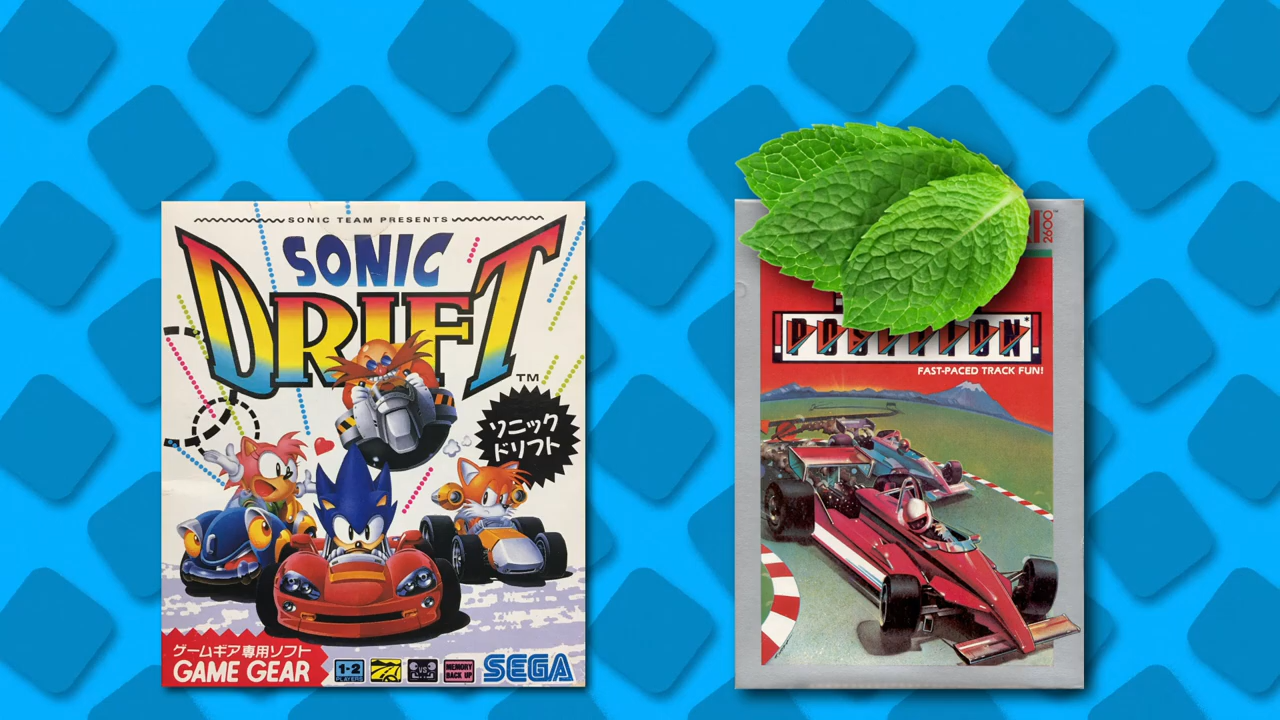 SONIC TEAM PRESENTS
SONIC
DRIFT
TM
ソニック
ドリフト
ゲームギア専用ソフト
GAME GEAR
1-2
PLAYERS
VS
MEMORY
BACK UP
SEGA
2600™
POSITION*
FAST-PACED TRACK FUN!